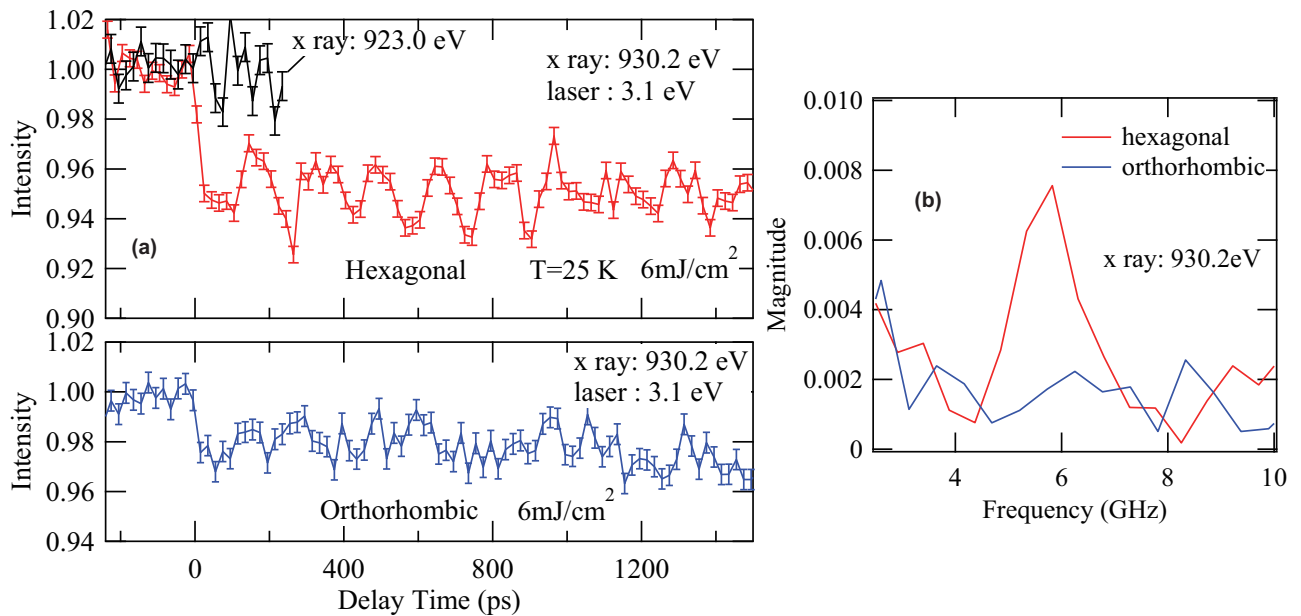 1.02
1.00
0.98
0.96
0.94
0.92
0.90
Intensity
x ray: 923.0 eV
x ray: 930.2 eV
laser : 3.1 eV
(a)
Hexagonal T=25 K 6mJ/cm²
1.02
1.00
0.98
0.96
0.94
Intensity
x ray: 930.2 eV
laser : 3.1 eV
Orthorhombic 6mJ/cm²
0 400 800 1200
Delay Time (ps)
0.010
0.008
0.006
0.004
0.002
0
Magnitude
hexagonal
orthorhombic
(b)
x ray: 930.2eV
4 6 8 10
Frequency (GHz)